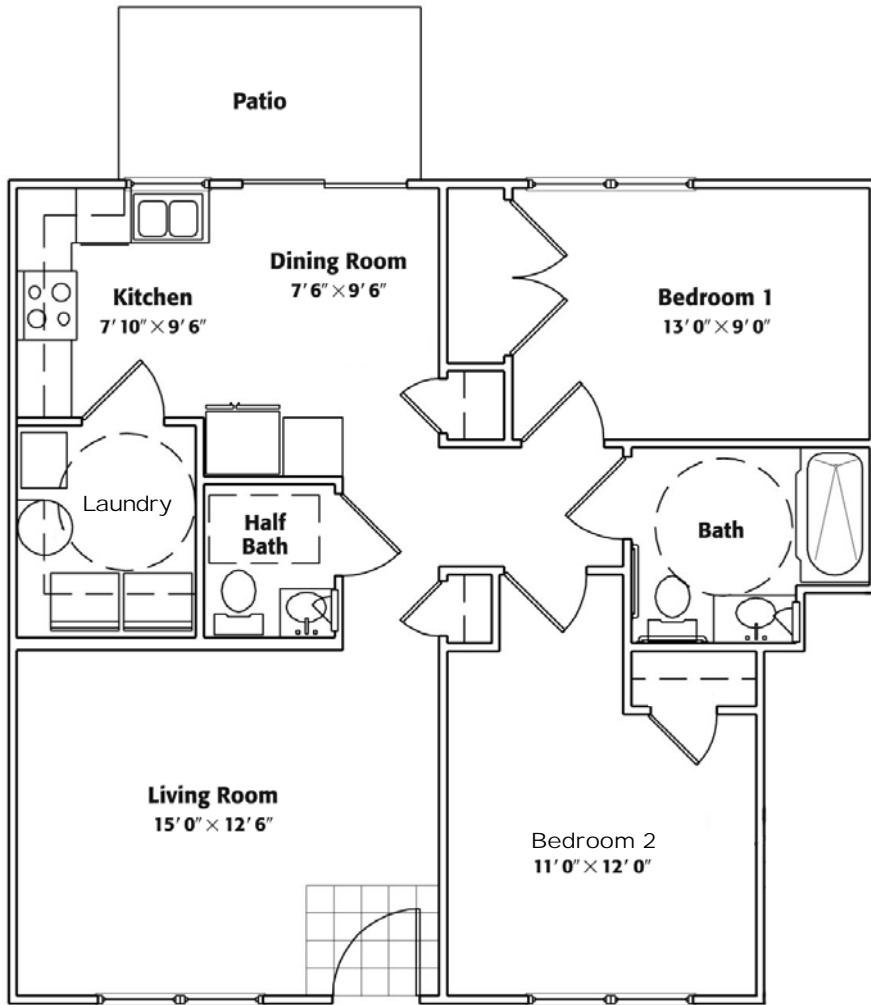 Patio
Dining Room
7' 6" × 9' 6"
Kitchen
7' 10" × 9' 6"
Bedroom 1
13' 0" × 9' 0"
Laundry
Half
Bath
Bath
Living Room
15' 0" × 12' 6"
Bedroom 2
11' 0" × 12' 0"